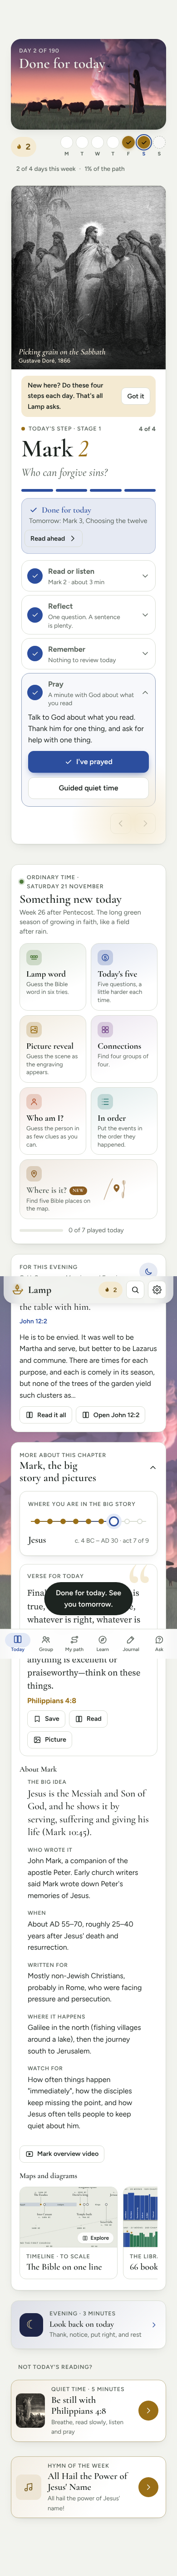 DAY 2 OF 190
Done for today
2
M T W T F S S
2 of 4 days this week · 1% of the path
Picking grain on the Sabbath
Gustave Doré, 1866
New here? Do these four
steps each day. That's all
Lamp asks.
Got it
TODAY'S STEP · STAGE 1
4 of 4
Mark 2
Who can forgive sins?
Done for today
Tomorrow: Mark 3, Choosing the twelve
Read ahead
Read or listen
Mark 2 · about 3 min
Reflect
One question. A sentence
is plenty.
Remember
Nothing to review today
Pray
A minute with God about what
you read
Talk to God about what you read.
Thank him for one thing, and ask for
help with one thing.
I've prayed
Guided quiet time
ORDINARY TIME ·
SATURDAY 21 NOVEMBER
Something new today
Week 26 after Pentecost. The long green
season of growing in faith, like a field
after rain.
Lamp word
Guess the Bible
word in six tries.
Today's five
Five questions, a
little harder each
time.
Picture reveal
Guess the scene as
the engraving
appears.
Connections
Find four groups of
four.
Who am I?
Guess the person in
as few clues as you
can.
In order
Put the events in
the order they
happened.
Where is it? NEW
Find five Bible places on
the map.
0 of 7 played today
FOR THIS EVENING
Lamp
2
the table with him.
John 12:2
He is to be envied. It was well to be
Martha and serve, but better to be Lazarus
and commune. There are times for each
purpose, and each is comely in its season,
but none of the trees of the garden yield
such clusters as…
Read it all
Open John 12:2
MORE ABOUT THIS CHAPTER
Mark, the big
story and pictures
WHERE YOU ARE IN THE BIG STORY
Jesus
c. 4 BC – AD 30 · act 7 of 9
VERSE FOR TODAY
Done for today. See
you tomorrow.
whatever is right, whatever is
Today
Group
My path
Learn
Journal
Ask
anything is excellent or
praiseworthy—think on these
things.
Philippians 4:8
Save
Read
Picture
About Mark
THE BIG IDEA
Jesus is the Messiah and Son of
God, and he shows it by
serving, suffering and giving his
life (Mark 10:45).
WHO WROTE IT
John Mark, a companion of the
apostle Peter. Early church writers
said Mark wrote down Peter's
memories of Jesus.
WHEN
About AD 55–70, roughly 25–40
years after Jesus' death and
resurrection.
WRITTEN FOR
Mostly non-Jewish Christians,
probably in Rome, who were facing
pressure and persecution.
WHERE IT HAPPENS
Galilee in the north (fishing villages
around a lake), then the journey
south to Jerusalem.
WATCH FOR
How often things happen
"immediately", how the disciples
keep missing the point, and how
Jesus often tells people to keep
quiet about him.
Mark overview video
Maps and diagrams
Explore
TIMELINE · TO SCALE
The Bible on one line
THE LIBR
66 book
EVENING · 3 MINUTES
Look back on today
Thank, notice, put right, and rest
NOT TODAY'S READING?
QUIET TIME · 5 MINUTES
Be still with
Philippians 4:8
Breathe, read slowly, listen
and pray
HYMN OF THE WEEK
All Hail the Power of
Jesus' Name
All hail the power of Jesus'
name!